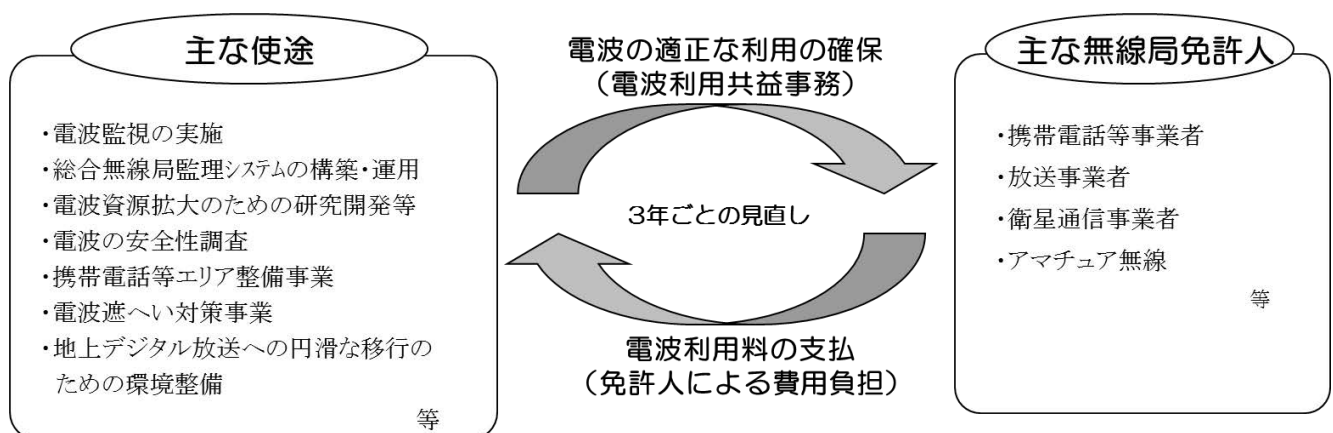 主な使途
・電波監視の実施
・総合無線局監理システムの構築・運用
・電波資源拡大のための研究開発等
・電波の安全性調査
・携帯電話等エリア整備事業
・電波遮へい対策事業
・地上デジタル放送への円滑な移行の
ための環境整備
等
電波の適正な利用の確保
（電波利用共益事務）
3年ごとの見直し
電波利用料の支払
（免許人による費用負担）
主な無線局免許人
・携帯電話等事業者
・放送事業者
・衛星通信事業者
・アマチュア無線
等